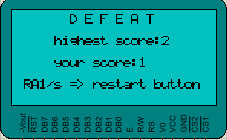 DEFEAT
highest score:2
your score:1
RA1/s => restart button
-Vout RST DB7 DB6 DB5 DB4 DB3 DB2 DB1 DB0 E R/W RS V0 VCC GND CS2 CS1